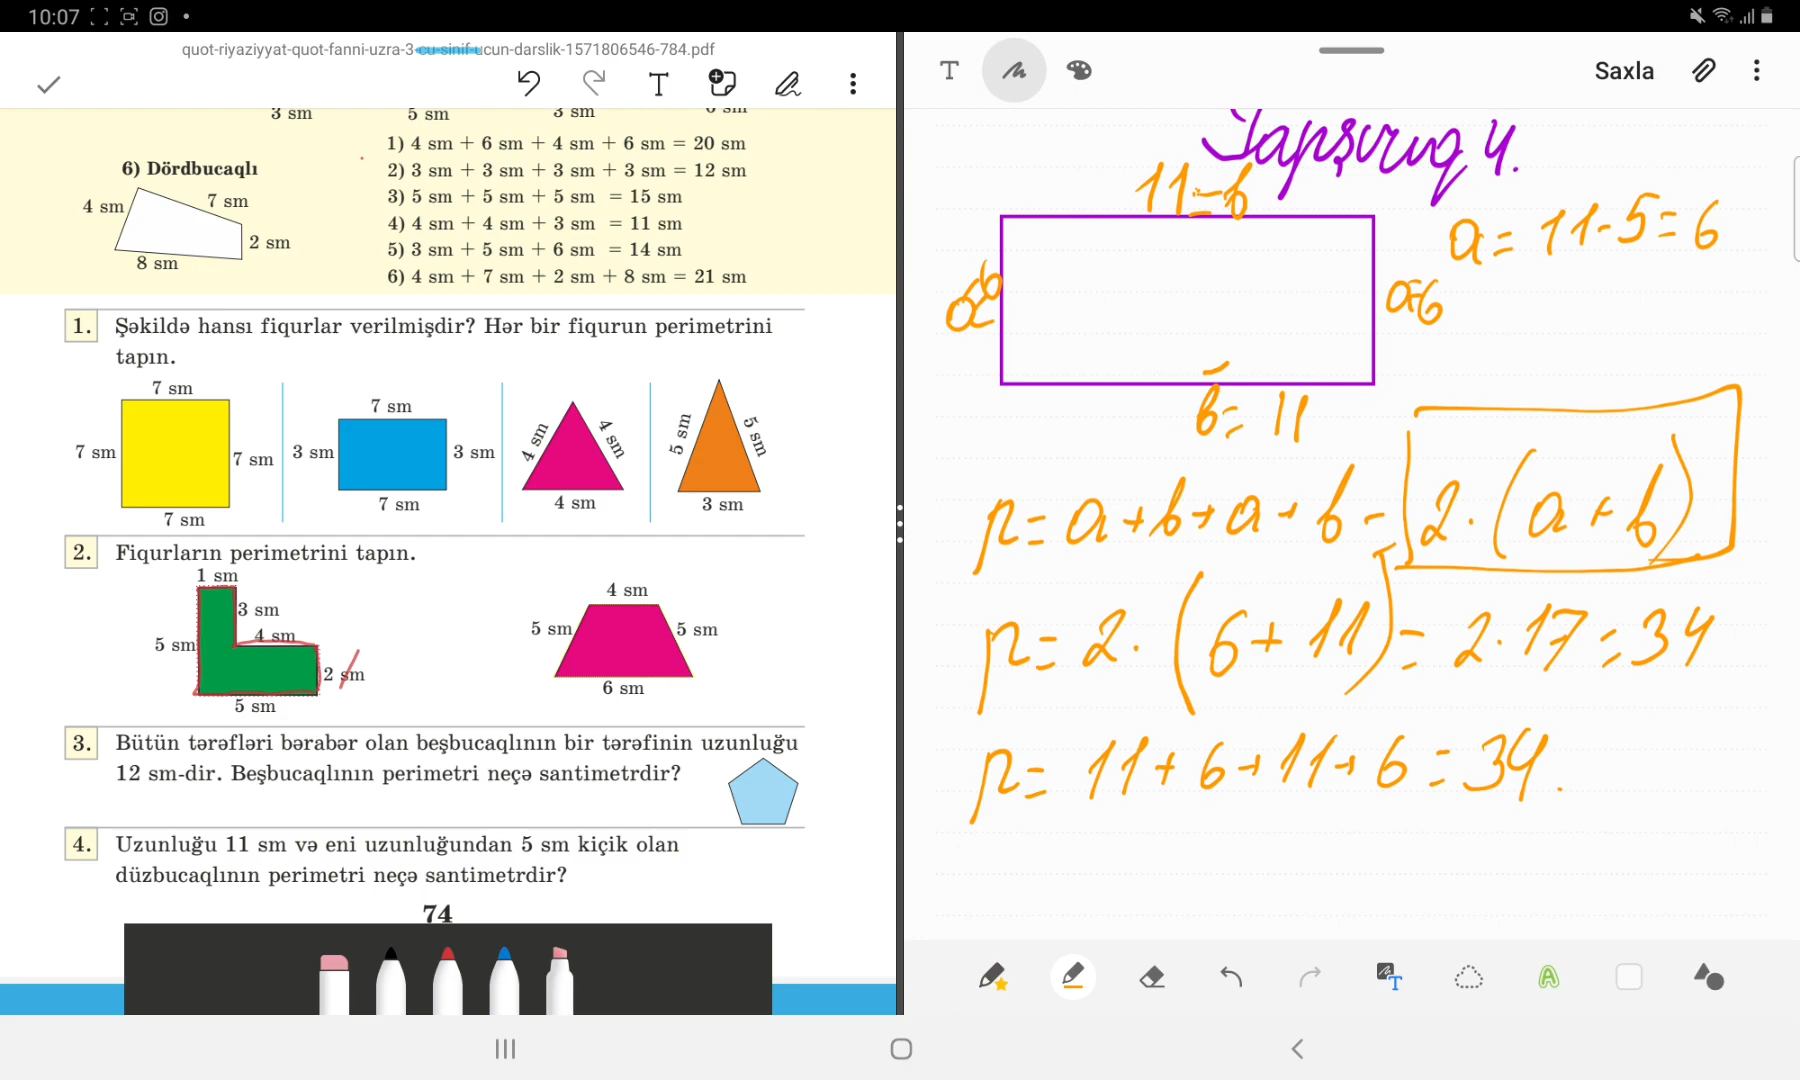 10:07
quot-riyaziyyat-quot-fanni-uzra-3-cu-sinif-ucun-darslik-1571806546-784.pdf
T
3 sm
5 sm
3 sm
6 sm
6) Dördbucaqlı
4 sm
7 sm
2 sm
8 sm
1) 4 sm + 6 sm + 4 sm + 6 sm = 20 sm
2) 3 sm + 3 sm + 3 sm + 3 sm = 12 sm
3) 5 sm + 5 sm + 5 sm = 15 sm
4) 4 sm + 4 sm + 3 sm = 11 sm
5) 3 sm + 5 sm + 6 sm = 14 sm
6) 4 sm + 7 sm + 2 sm + 8 sm = 21 sm
1. Şəkildə hansı fiqurlar verilmişdir? Hər bir fiqurun perimetrini
tapın.
7 sm
7 sm
7 sm
7 sm
7 sm
3 sm
3 sm
7 sm
4 sm
4 sm
4 sm
5 sm
5 sm
3 sm
2. Fiqurların perimetrini tapın.
1 sm
3 sm
4 sm
5 sm
2 sm
5 sm
4 sm
5 sm
5 sm
6 sm
3. Bütün tərəfləri bərabər olan beşbucaqlının bir tərəfinin uzunluğu
12 sm-dir. Beşbucaqlının perimetri neçə santimetrdir?
4. Uzunluğu 11 sm və eni uzunluğundan 5 sm kiçik olan
düzbucaqlının perimetri neçə santimetrdir?
74
T
Saxla
Tapşırıq 4.
11=b
a = 11-5=6
a=6
b = 11
p = a+b+a+b = 2·(a+b)
p = 2·(6+11) = 2·17 = 34
p = 11+6+11+6 = 34.
T
A